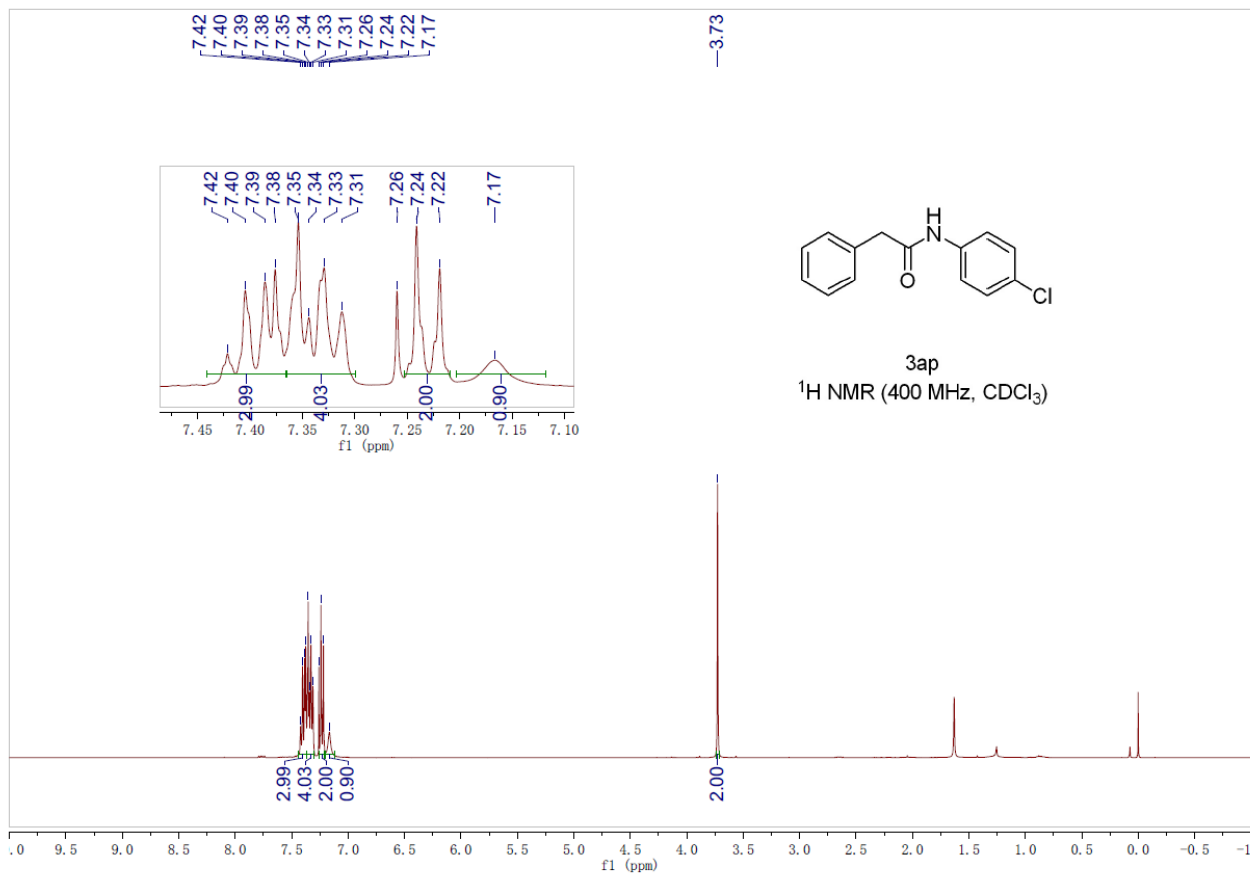 7.42 7.40 7.39 7.38 7.35 7.34 7.33 7.31 7.26 7.24 7.22 7.17
3.73
7.42 7.40 7.39 7.38 7.35 7.34 7.33 7.31 7.26 7.24 7.22 7.17
2.99 4.03 2.00 0.90
7.45 7.40 7.35 7.30 7.25 7.20 7.15 7.10
f1 (ppm)
H
N
O
Cl
3ap
¹H NMR (400 MHz, CDCl₃)
2.99 4.03 2.00 0.90
2.00
.0 9.5 9.0 8.5 8.0 7.5 7.0 6.5 6.0 5.5 5.0 4.5 4.0 3.5 3.0 2.5 2.0 1.5 1.0 0.5 0.0 -0.5 -1
f1 (ppm)